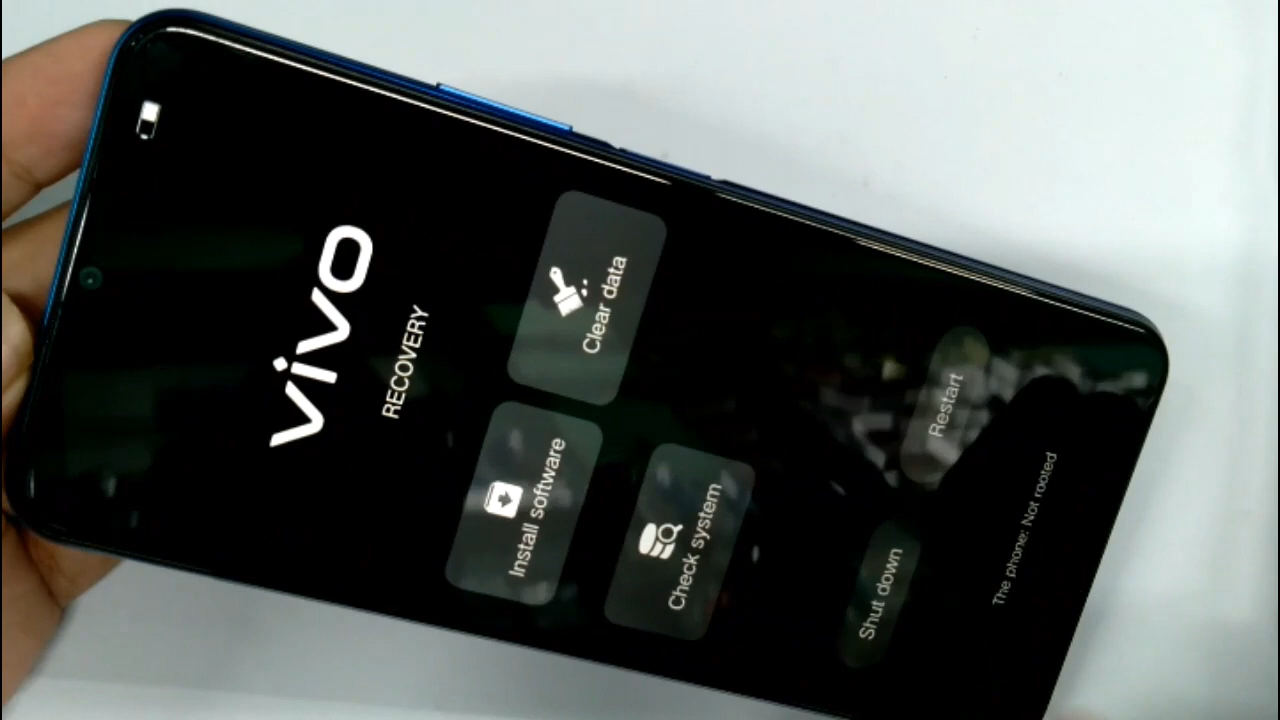 vivo
RECOVERY
Install software
Clear data
Check system
Shut down
Restart
The phone: Not rooted